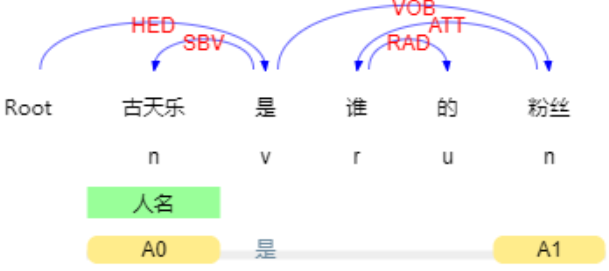 VOB
HED ATT
SBV RAD
Root 古天乐 是 谁 的 粉丝
n v r u n
人名
A0 是 A1